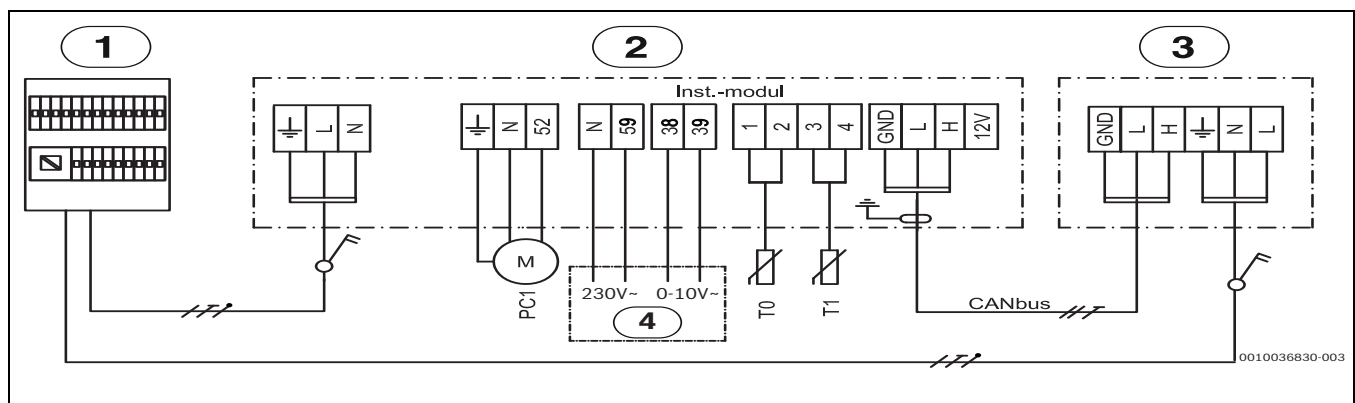 1
2
3
Inst.-modul
L
N
N
52
N
59
38
39
1
2
3
4
GND
L
H
12V
GND
L
H
N
L
M
PC1
230V~
0-10V~
4
T0
T1
CANbus
0010036830-003